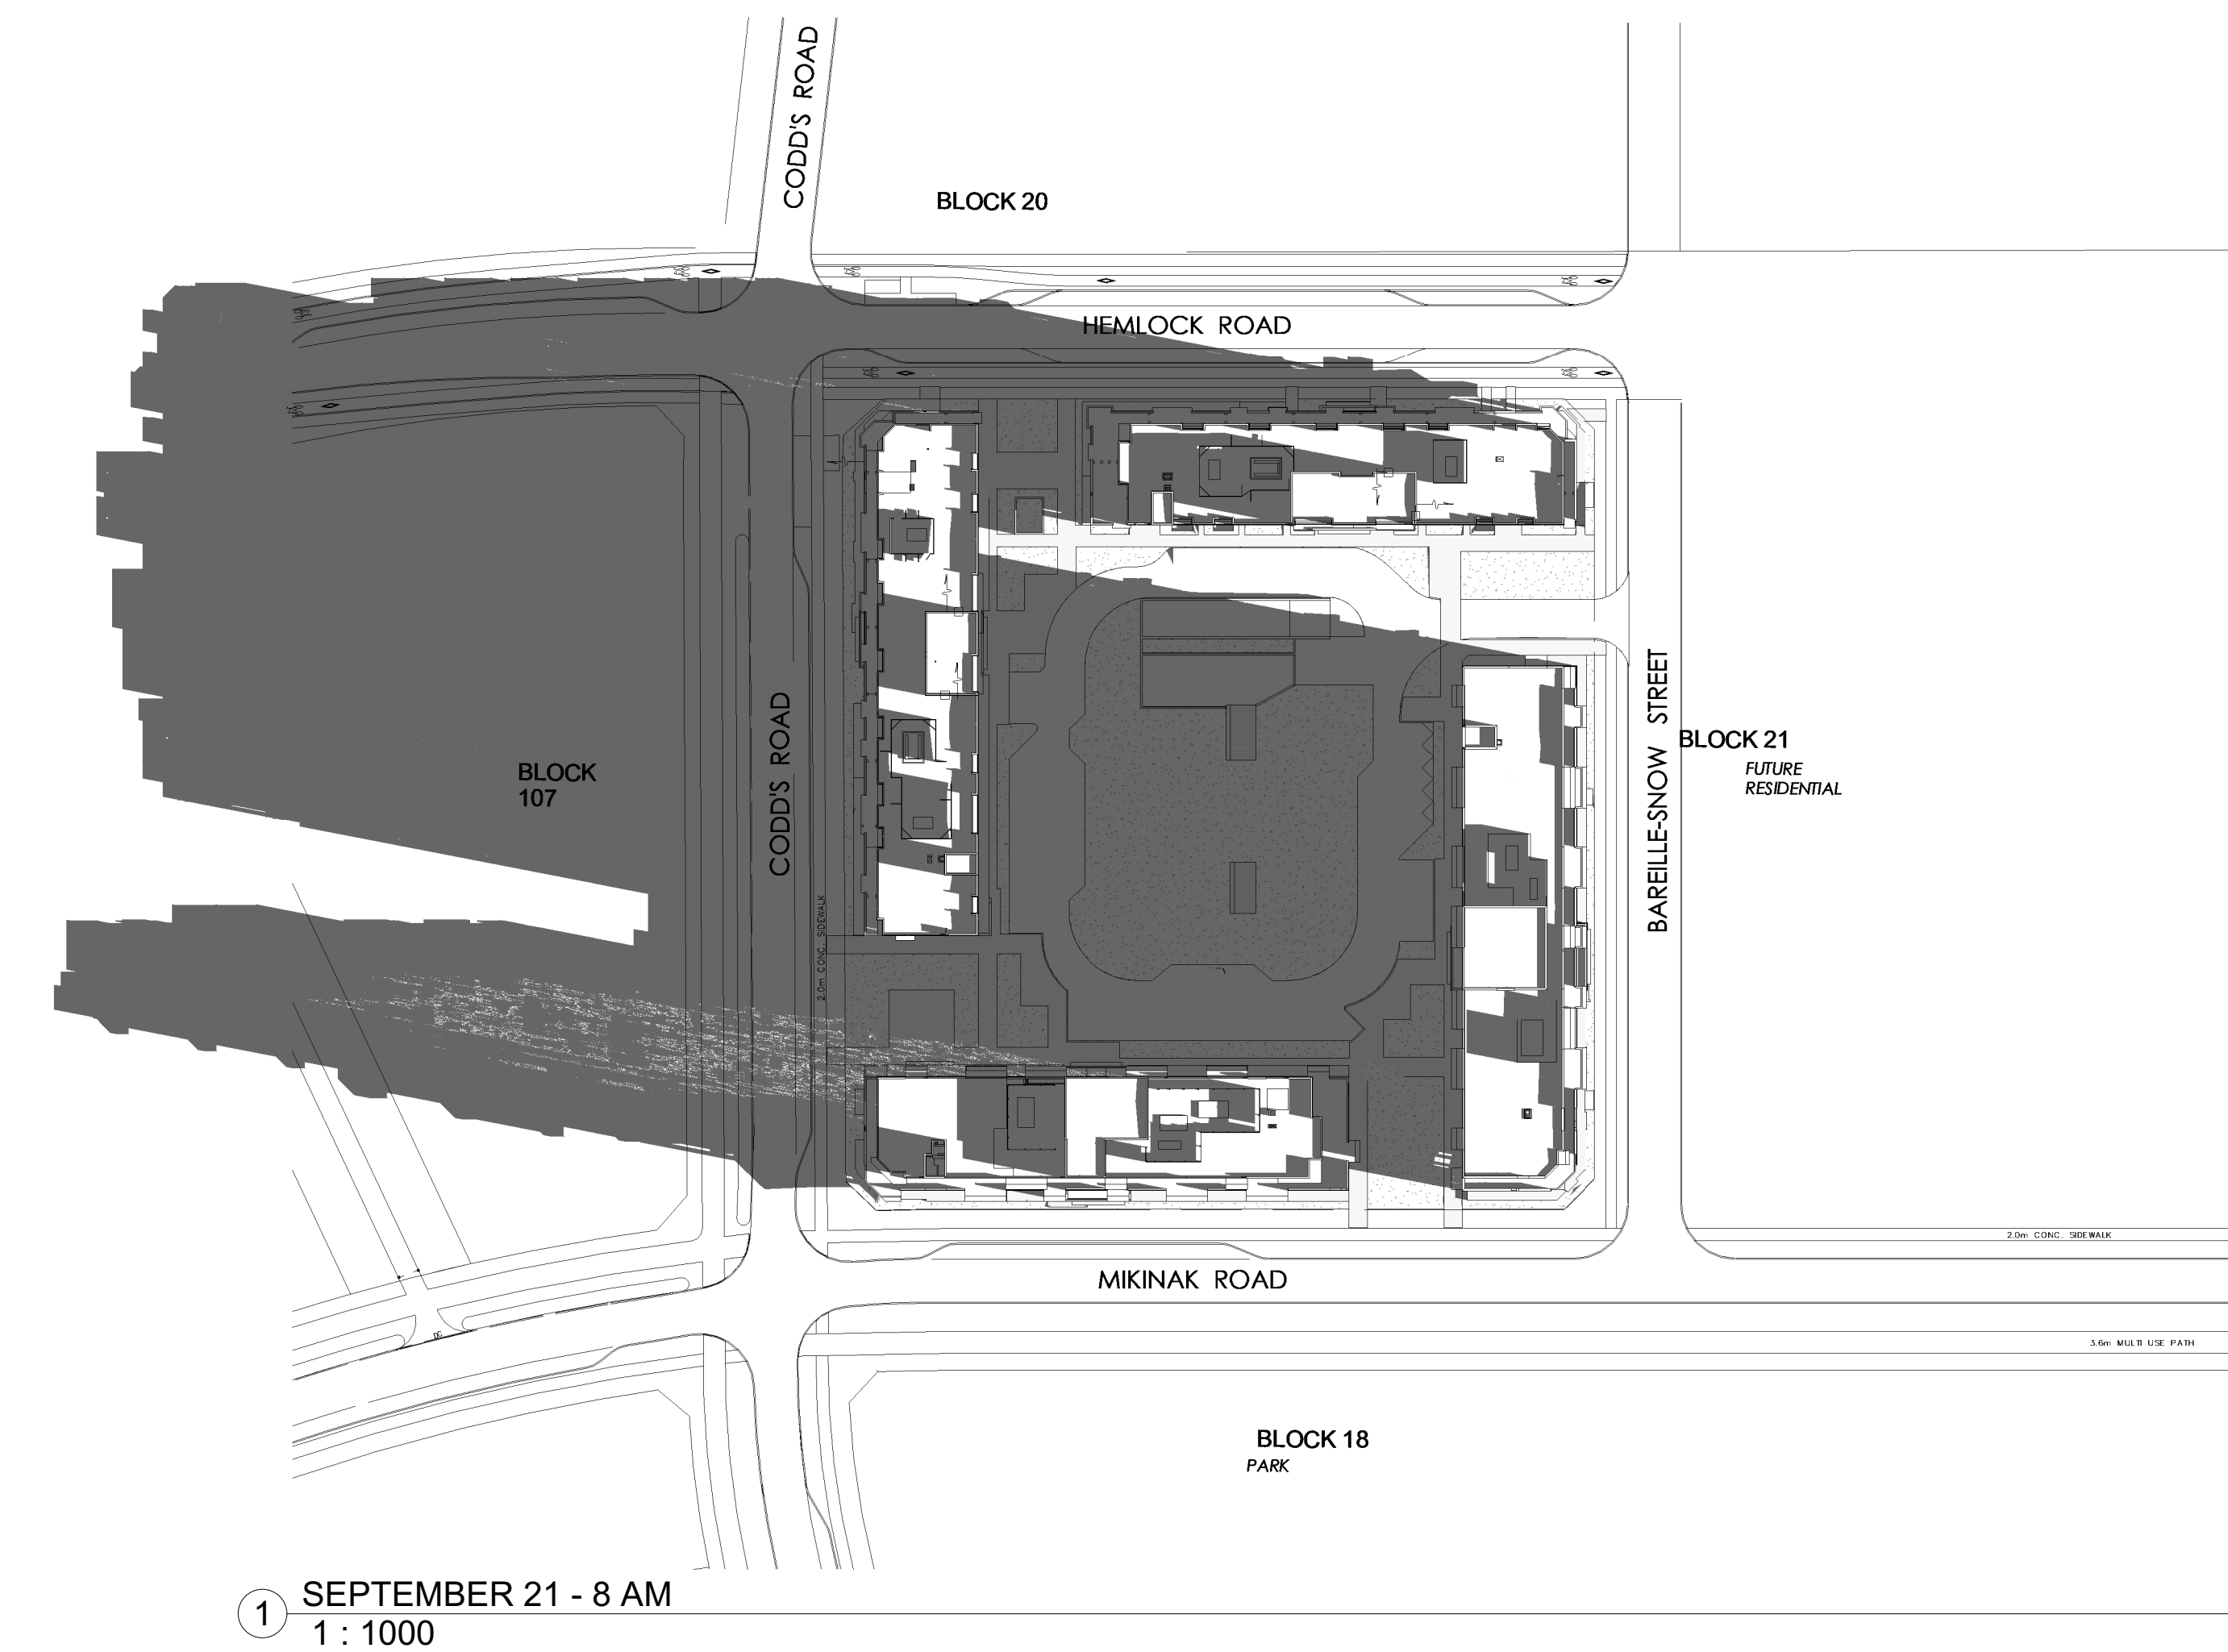 CODD'S ROAD
BLOCK 20
HEMLOCK ROAD
BLOCK
107
CODD'S ROAD
BAREILLE-SNOW STREET
BLOCK 21
FUTURE
RESIDENTIAL
2.0m CONC. SIDEWALK
2.0m CONC. SIDEWALK
MIKINAK ROAD
DC
3.6m MULTI USE PATH
BLOCK 18
PARK
1
SEPTEMBER 21 - 8 AM
1 : 1000